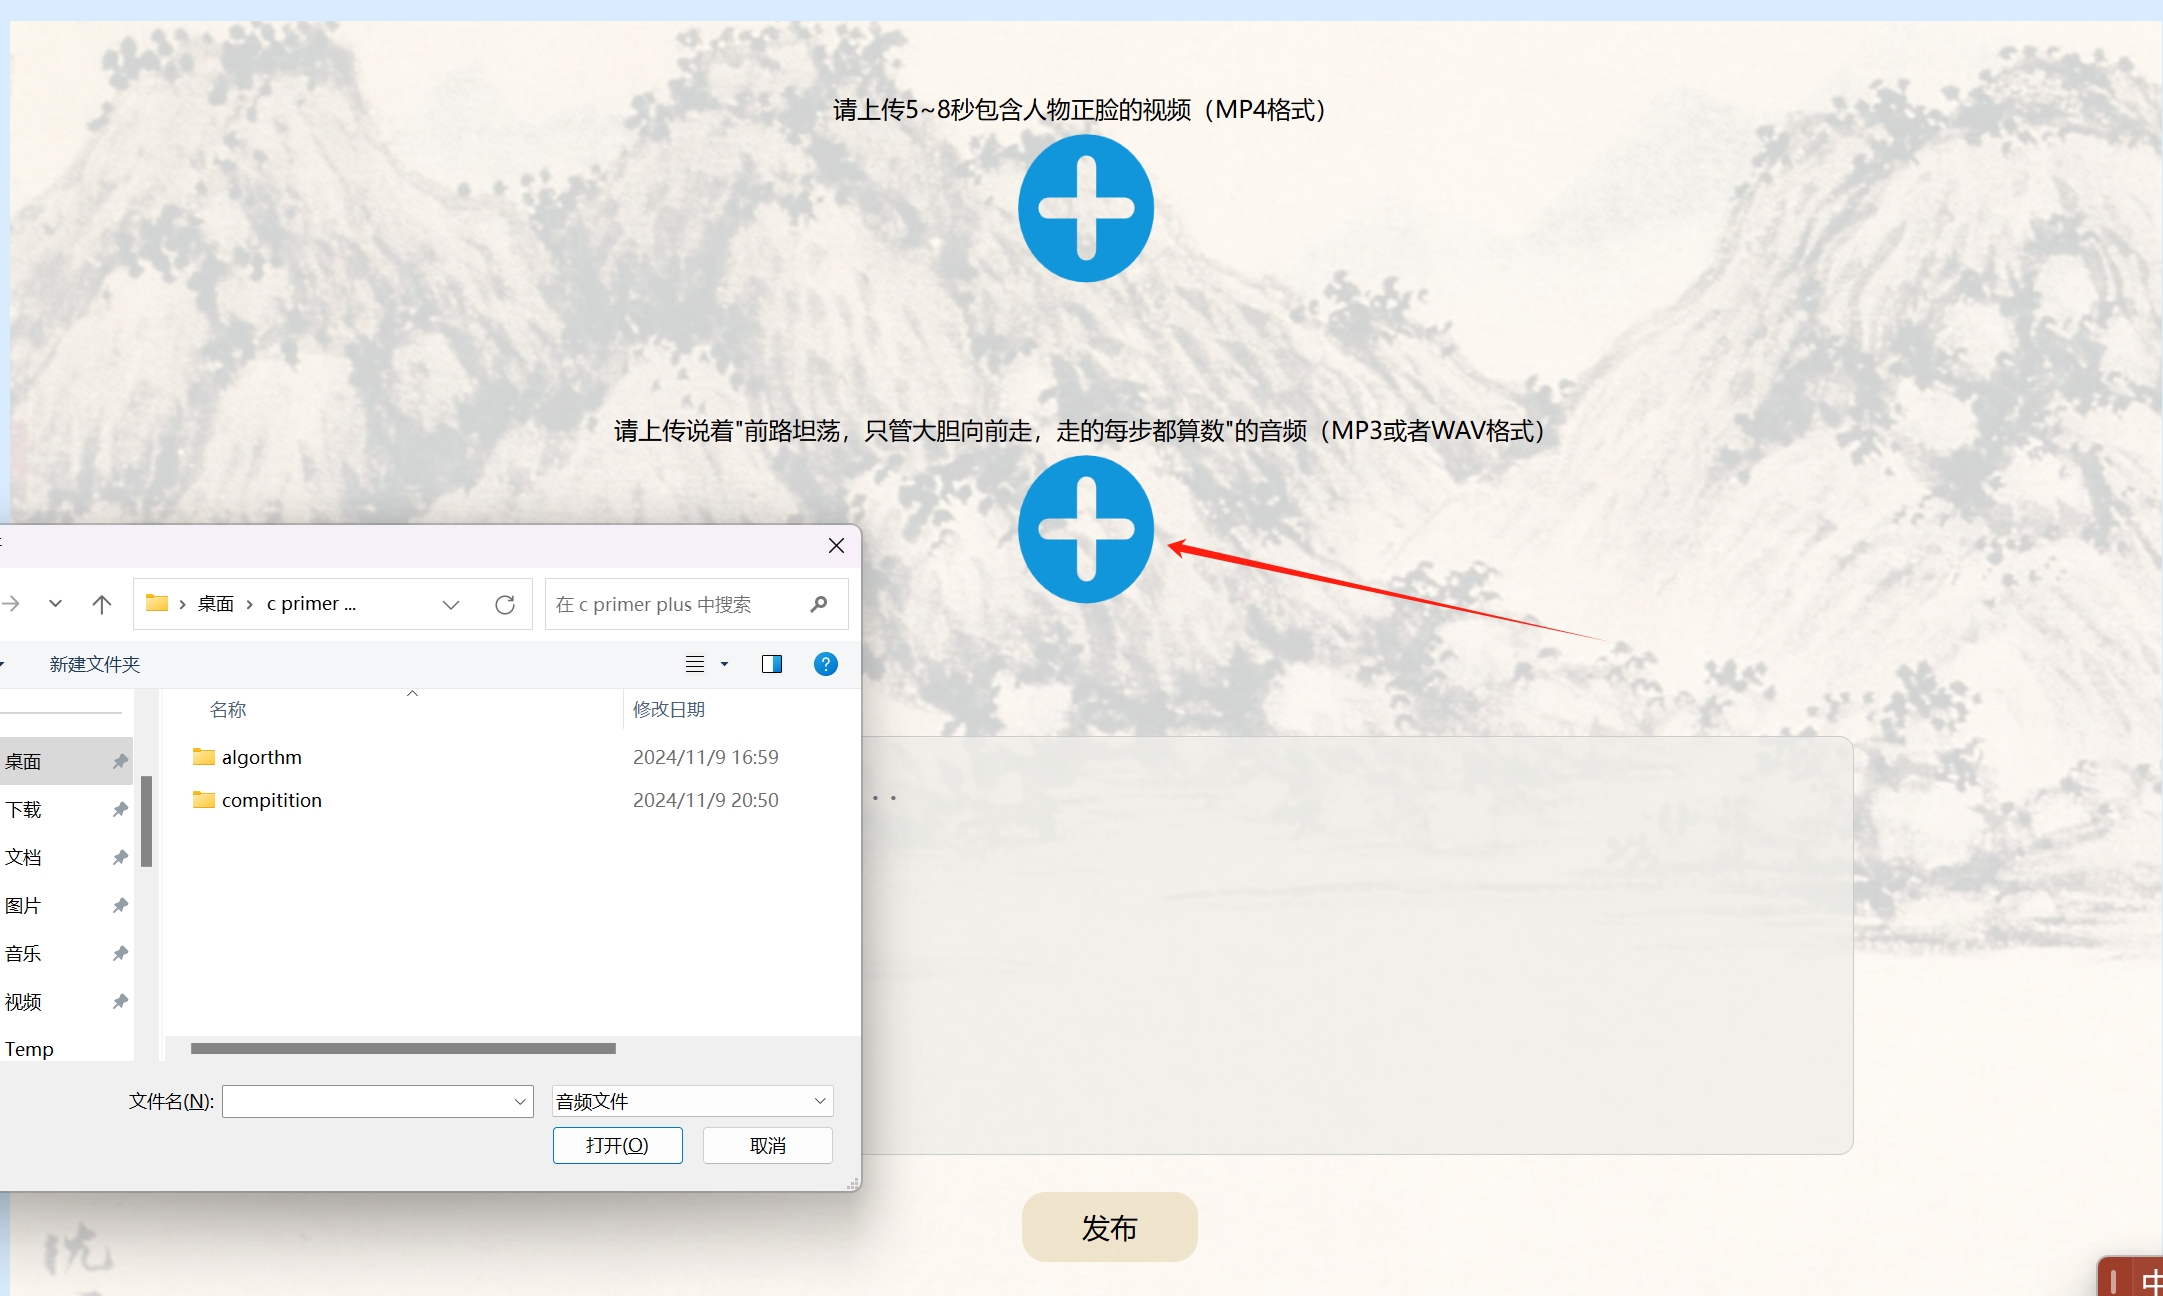 请上传5~8秒包含人物正脸的视频（MP4格式）
请上传说着"前路坦荡，只管大胆向前走，走的每步都算数"的音频（MP3或者WAV格式）
桌面 c primer ...
在 c primer plus 中搜索
新建文件夹
名称 修改日期
algorthm 2024/11/9 16:59
compitition 2024/11/9 20:50
桌面
下载
文档
图片
音乐
视频
Temp
文件名(N): 音频文件
打开(O) 取消
发布
中